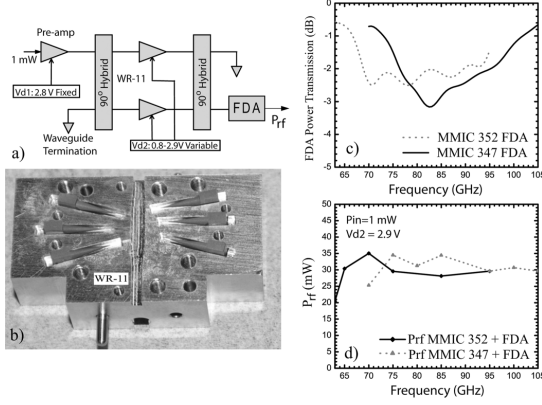 Pre-amp
1 mW
Vd1: 2.8 V Fixed
90° Hybrid
WR-11
90° Hybrid
FDA
Prf
Waveguide
Termination
Vd2: 0.8-2.9V Variable
a)
WR-11
b)
FDA Power Transmission (dB)
0
-1
-2
-3
-4
-5
MMIC 352 FDA
MMIC 347 FDA
c)
65 70 75 80 85 90 95 100 105
Frequency (GHz)
Prf (mW)
50
45
40
35
30
25
20
15
10
5
0
Pin=1 mW
Vd2 = 2.9 V
Prf MMIC 352 + FDA
Prf MMIC 347 + FDA
d)
65 70 75 80 85 90 95 100 105
Frequency (GHz)